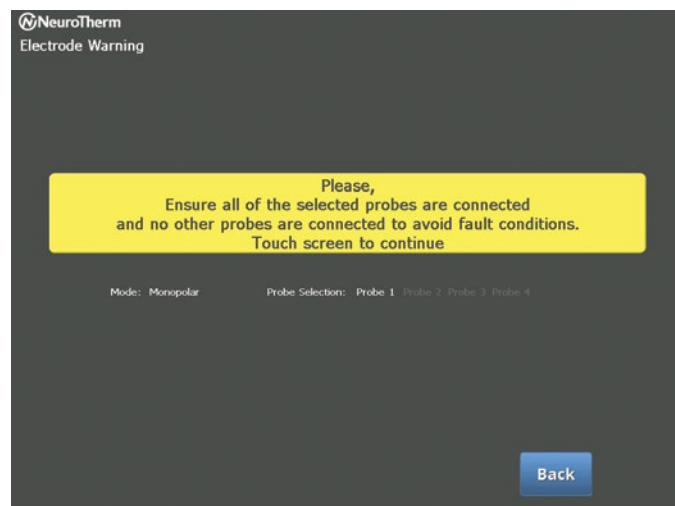 NeuroTherm
Electrode Warning
Please,
Ensure all of the selected probes are connected
and no other probes are connected to avoid fault conditions.
Touch screen to continue
Mode: Monopolar Probe Selection: Probe 1 Probe 2 Probe 3 Probe 4
Back